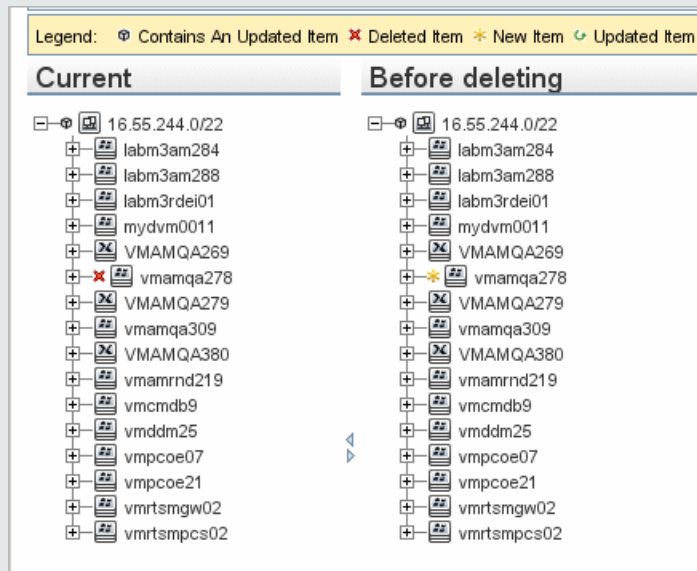 Legend: Contains An Updated Item Deleted Item New Item Updated Item
Current
16.55.244.0/22
labm3am284
labm3am288
labm3rdei01
mydvm0011
VMAMQA269
vmamqa278
VMAMQA279
vmamqa309
VMAMQA380
vmamrnd219
vmcmdb9
vmddm25
vmpcoe07
vmpcoe21
vmrtsmgw02
vmrtsmpcs02
Before deleting
16.55.244.0/22
labm3am284
labm3am288
labm3rdei01
mydvm0011
VMAMQA269
vmamqa278
VMAMQA279
vmamqa309
VMAMQA380
vmamrnd219
vmcmdb9
vmddm25
vmpcoe07
vmpcoe21
vmrtsmgw02
vmrtsmpcs02